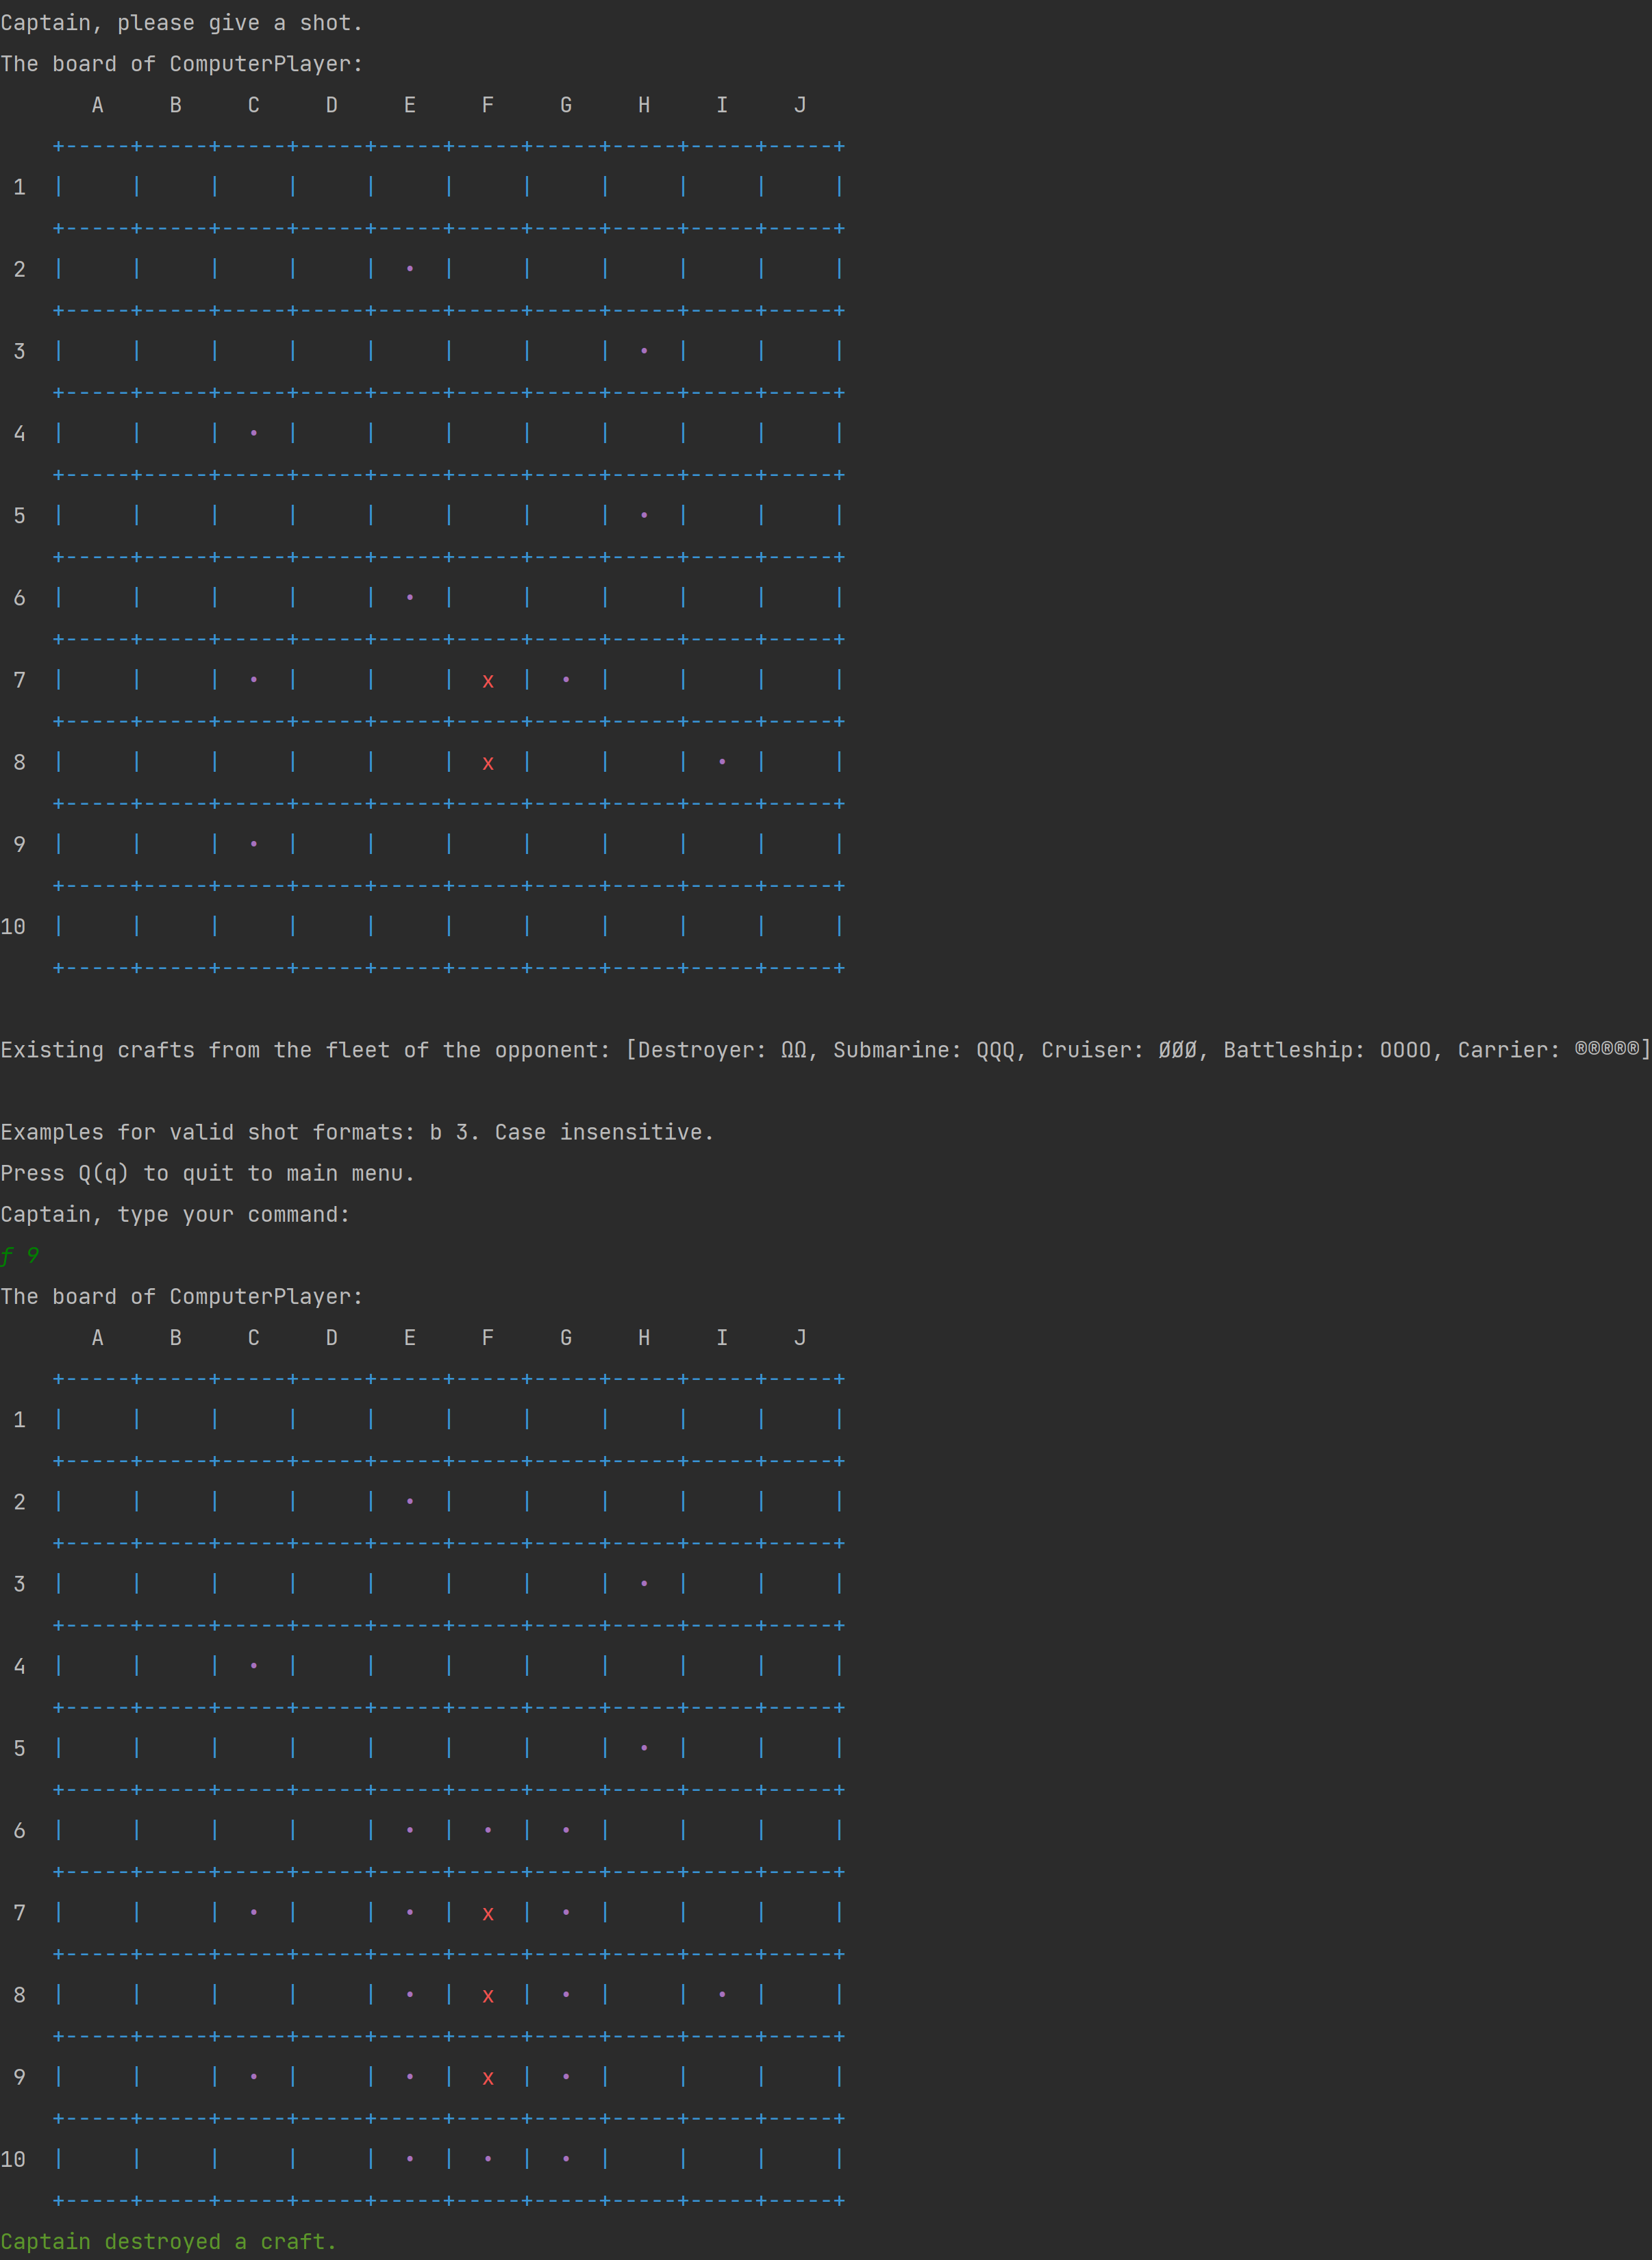 Captain, please give a shot.
The board of ComputerPlayer:
       A     B     C     D     E     F     G     H     I     J
    +-----+-----+-----+-----+-----+-----+-----+-----+-----+-----+
 1  |     |     |     |     |     |     |     |     |     |     |
    +-----+-----+-----+-----+-----+-----+-----+-----+-----+-----+
 2  |     |     |     |     |  •  |     |     |     |     |     |
    +-----+-----+-----+-----+-----+-----+-----+-----+-----+-----+
 3  |     |     |     |     |     |     |     |  •  |     |     |
    +-----+-----+-----+-----+-----+-----+-----+-----+-----+-----+
 4  |     |     |  •  |     |     |     |     |     |     |     |
    +-----+-----+-----+-----+-----+-----+-----+-----+-----+-----+
 5  |     |     |     |     |     |     |     |  •  |     |     |
    +-----+-----+-----+-----+-----+-----+-----+-----+-----+-----+
 6  |     |     |     |     |  •  |     |     |     |     |     |
    +-----+-----+-----+-----+-----+-----+-----+-----+-----+-----+
 7  |     |     |  •  |     |     |  x  |  •  |     |     |     |
    +-----+-----+-----+-----+-----+-----+-----+-----+-----+-----+
 8  |     |     |     |     |     |  x  |     |     |  •  |     |
    +-----+-----+-----+-----+-----+-----+-----+-----+-----+-----+
 9  |     |     |  •  |     |     |     |     |     |     |     |
    +-----+-----+-----+-----+-----+-----+-----+-----+-----+-----+
10  |     |     |     |     |     |     |     |     |     |     |
    +-----+-----+-----+-----+-----+-----+-----+-----+-----+-----+
Existing crafts from the fleet of the opponent: [Destroyer: ΩΩ, Submarine: QQQ, Cruiser: ØØØ, Battleship: OOOO, Carrier: ®®®®®]
Examples for valid shot formats: b 3. Case insensitive.
Press Q(q) to quit to main menu.
Captain, type your command:
f 9
The board of ComputerPlayer:
       A     B     C     D     E     F     G     H     I     J
    +-----+-----+-----+-----+-----+-----+-----+-----+-----+-----+
 1  |     |     |     |     |     |     |     |     |     |     |
    +-----+-----+-----+-----+-----+-----+-----+-----+-----+-----+
 2  |     |     |     |     |  •  |     |     |     |     |     |
    +-----+-----+-----+-----+-----+-----+-----+-----+-----+-----+
 3  |     |     |     |     |     |     |     |  •  |     |     |
    +-----+-----+-----+-----+-----+-----+-----+-----+-----+-----+
 4  |     |     |  •  |     |     |     |     |     |     |     |
    +-----+-----+-----+-----+-----+-----+-----+-----+-----+-----+
 5  |     |     |     |     |     |     |     |  •  |     |     |
    +-----+-----+-----+-----+-----+-----+-----+-----+-----+-----+
 6  |     |     |     |     |  •  |  •  |  •  |     |     |     |
    +-----+-----+-----+-----+-----+-----+-----+-----+-----+-----+
 7  |     |     |  •  |     |  •  |  x  |  •  |     |     |     |
    +-----+-----+-----+-----+-----+-----+-----+-----+-----+-----+
 8  |     |     |     |     |  •  |  x  |  •  |     |  •  |     |
    +-----+-----+-----+-----+-----+-----+-----+-----+-----+-----+
 9  |     |     |  •  |     |  •  |  x  |  •  |     |     |     |
    +-----+-----+-----+-----+-----+-----+-----+-----+-----+-----+
10  |     |     |     |     |  •  |  •  |  •  |     |     |     |
    +-----+-----+-----+-----+-----+-----+-----+-----+-----+-----+
Captain destroyed a craft.